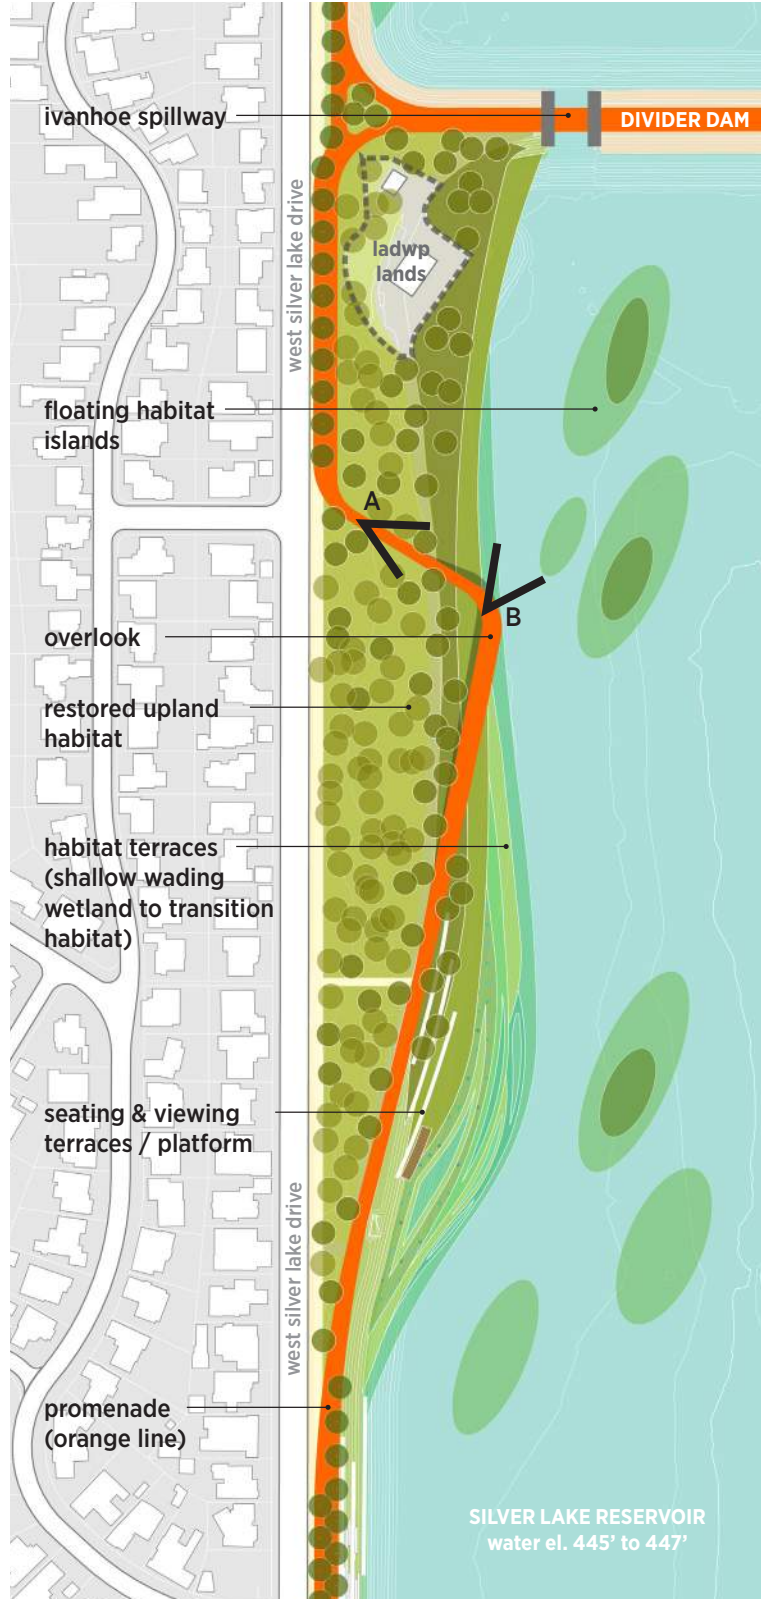 ivanhoe spillway
DIVIDER DAM
west silver lake drive
ladwp
lands
floating habitat
islands
A
B
overlook
restored upland
habitat
habitat terraces
(shallow wading
wetland to transition
habitat)
seating & viewing
terraces / platform
west silver lake drive
promenade
(orange line)
SILVER LAKE RESERVOIR
water el. 445’ to 447’